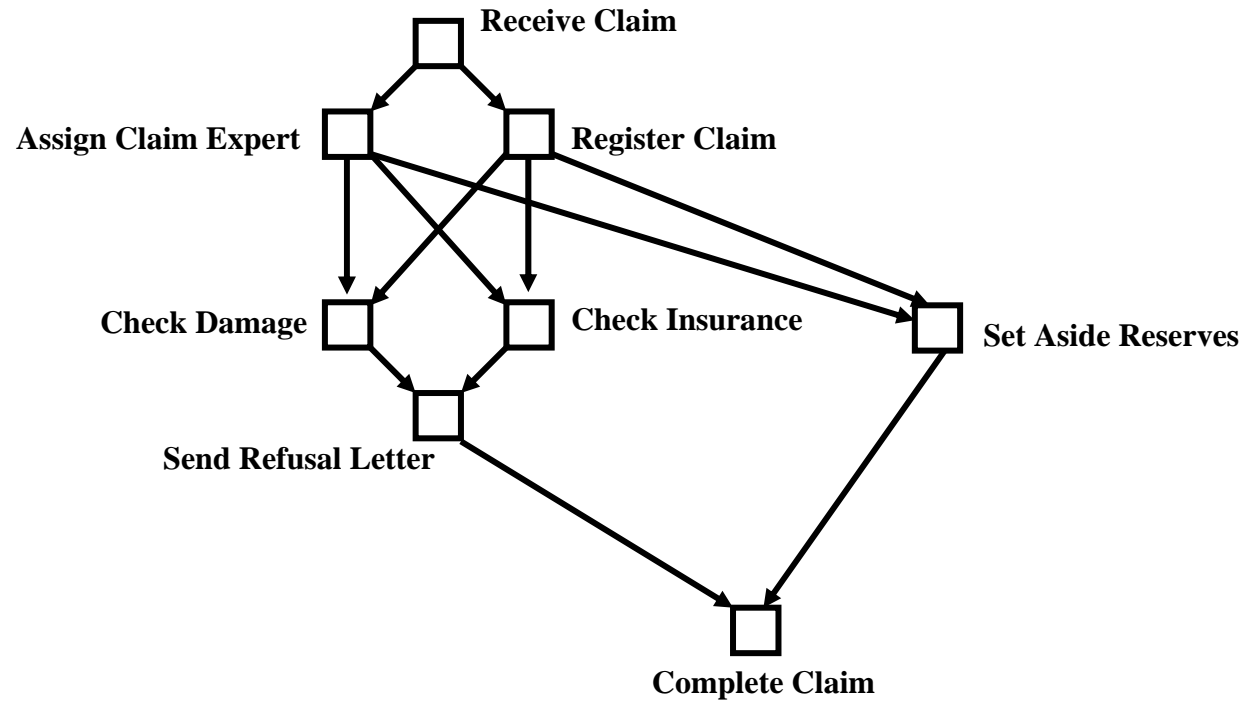 Receive Claim
Assign Claim Expert
Register Claim
Check Damage
Check Insurance
Set Aside Reserves
Send Refusal Letter
Complete Claim